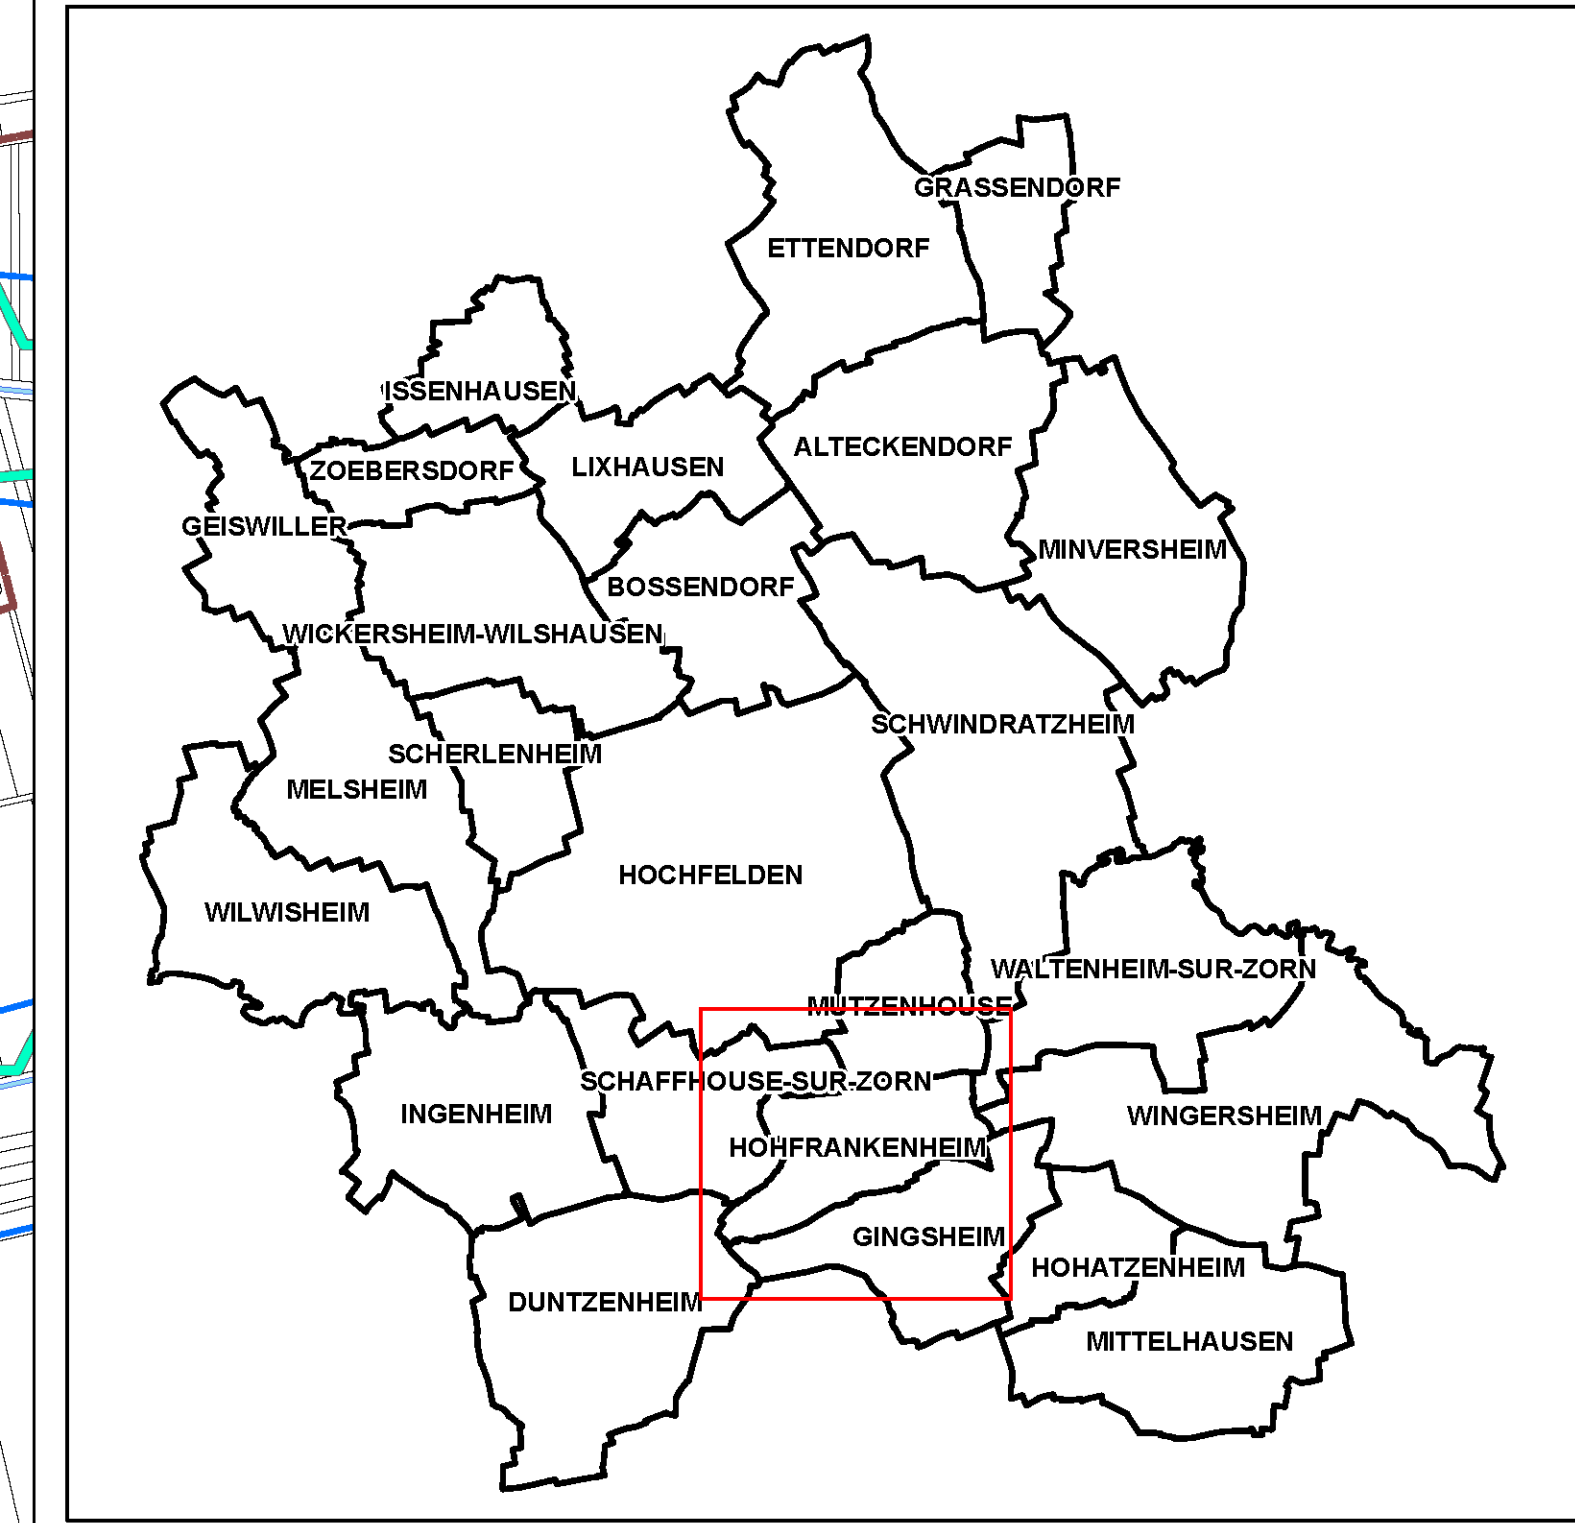 GRASSENDORF
ETTENDORF
ISSENHAUSEN
ALTECKENDORF
LIXHAUSEN
ZOEBERSDORF
GEISWILLER
MINVERSHEIM
BOSSENDORF
WICKERSHEIM-WILSHAUSEN
SCHWINDRATZHEIM
SCHERLENHEIM
MELSHEIM
HOCHFELDEN
WILWISHEIM
WALTENHEIM-SUR-ZORN
MUTZENHOUSE
SCHAFFHOUSE-SUR-ZORN
INGENHEIM
WINGERSHEIM
HOHFRANKENHEIM
GINGSHEIM
HOHATZENHEIM
DUNTZENHEIM
MITTELHAUSEN